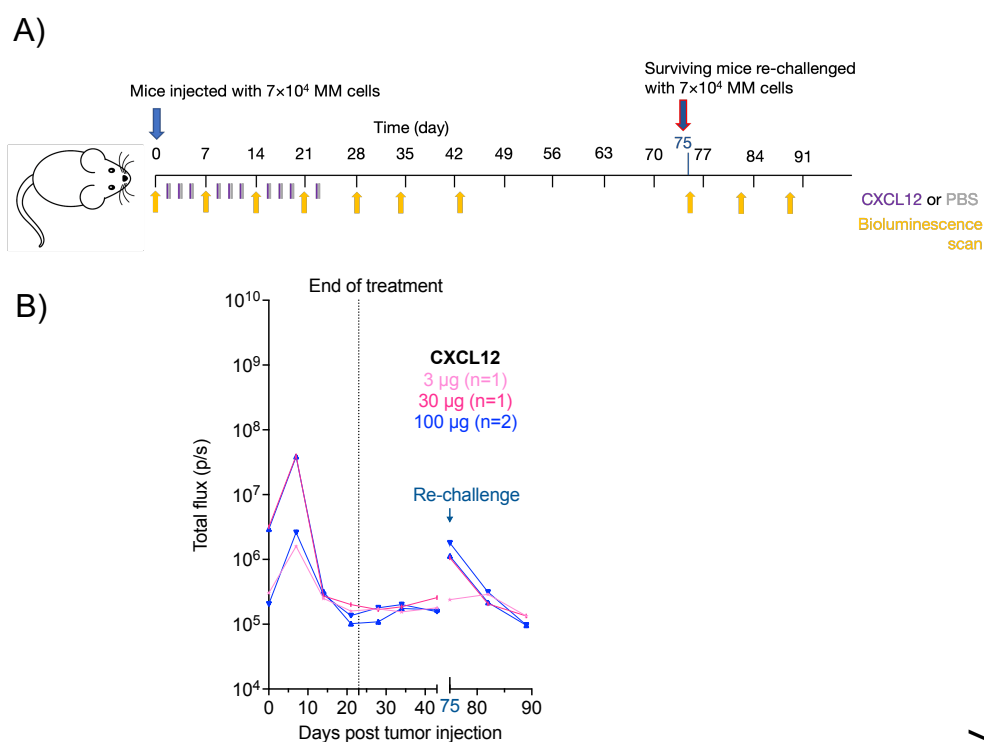 A)
Mice injected with 7×10⁴ MM cells
Surviving mice re-challenged
with 7×10⁴ MM cells
Time (day)
75
0 7 14 21 28 35 42 49 56 63 70 77 84 91
CXCL12 or PBS
Bioluminescence
scan
B)
End of treatment
10¹⁰
10⁹
10⁸
10⁷
10⁶
10⁵
10⁴
Total flux (p/s)
CXCL12
3 µg (n=1)
30 µg (n=1)
100 µg (n=2)
Re-challenge
0 10 20 30 40 75 80 90
Days post tumor injection